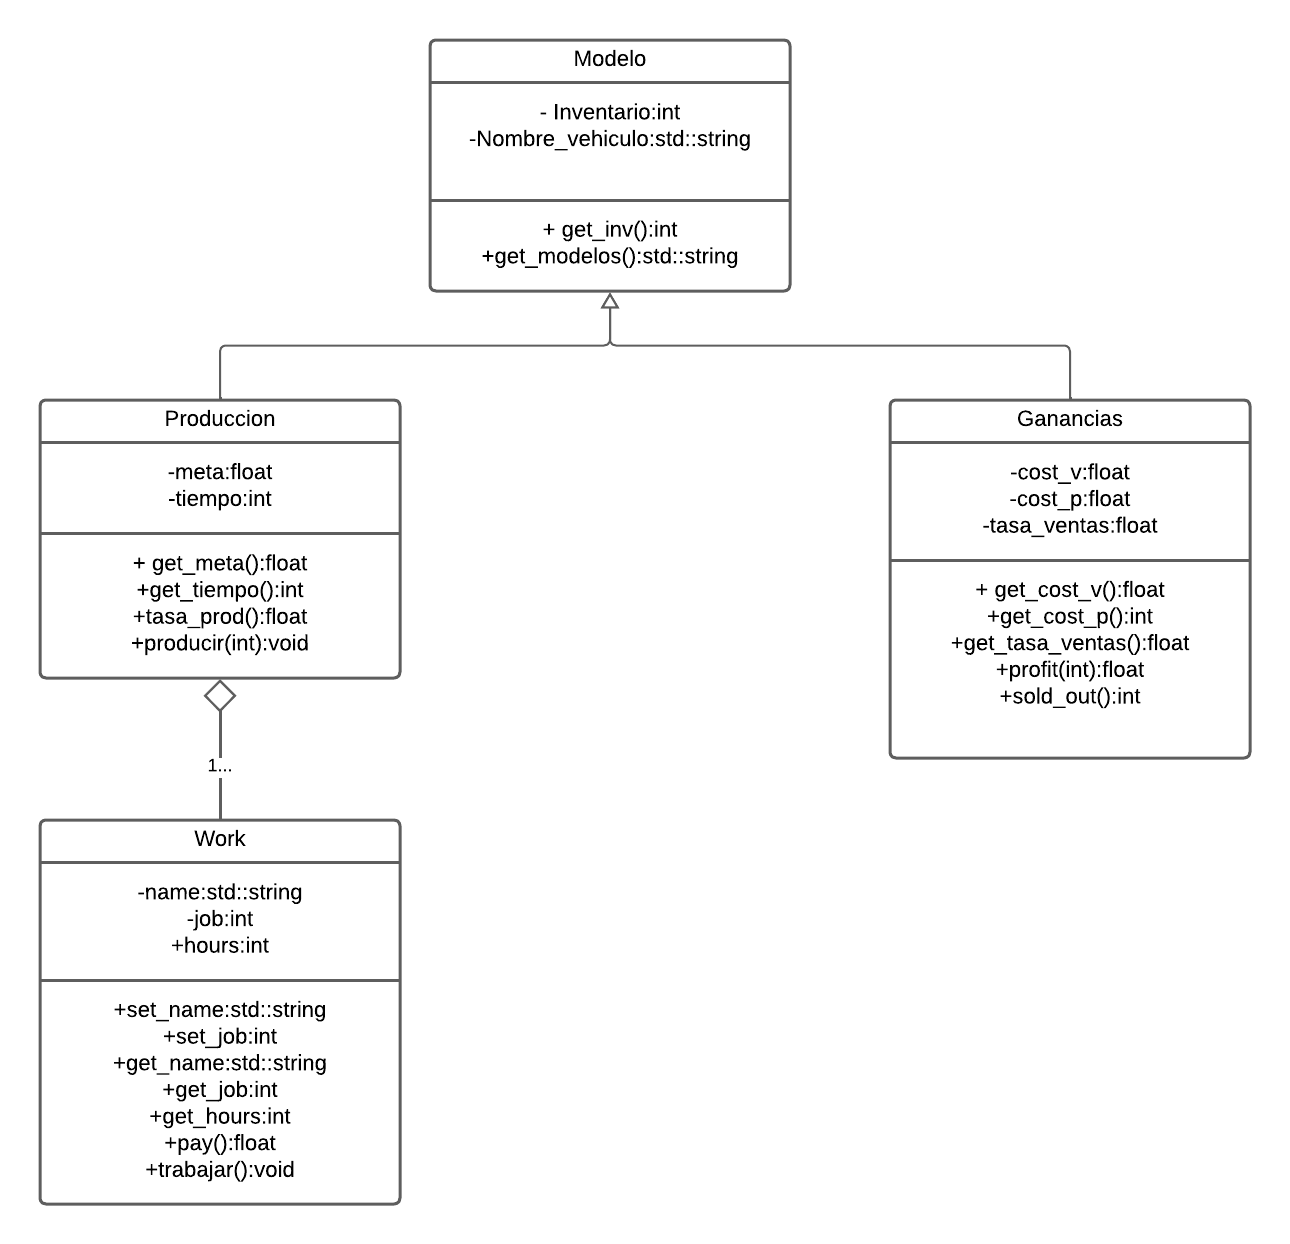 Modelo
- Inventario:int
-Nombre_vehiculo:std::string
+ get_inv():int
+get_modelos():std::string
Produccion
-meta:float
-tiempo:int
+ get_meta():float
+get_tiempo():int
+tasa_prod():float
+producir(int):void
Ganancias
-cost_v:float
-cost_p:float
-tasa_ventas:float
+ get_cost_v():float
+get_cost_p():int
+get_tasa_ventas():float
+profit(int):float
+sold_out():int
1...
Work
-name:std::string
-job:int
+hours:int
+set_name:std::string
+set_job:int
+get_name:std::string
+get_job:int
+get_hours:int
+pay():float
+trabajar():void